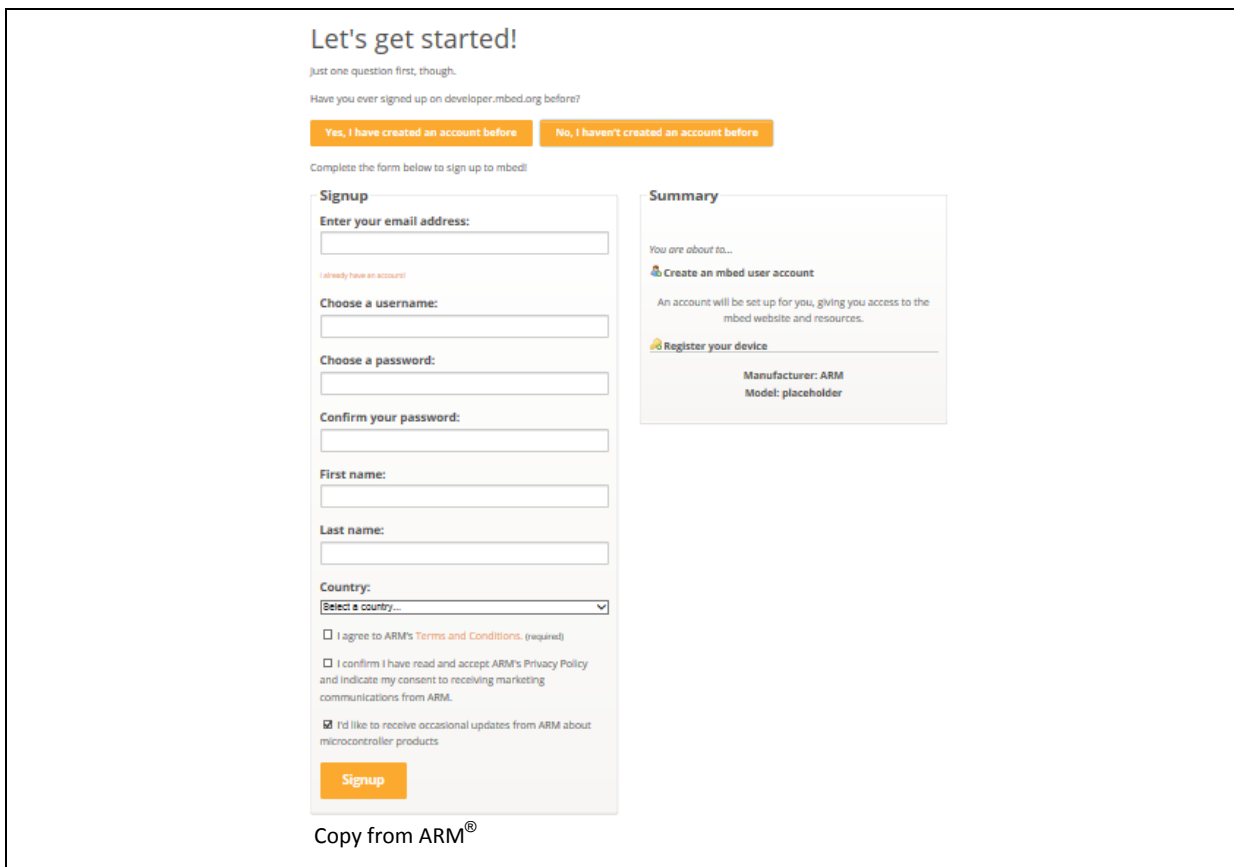 Let's get started!
Just one question first, though.
Have you ever signed up on developer.mbed.org before?
Yes, I have created an account before
No, I haven't created an account before
Complete the form below to sign up to mbed!
Signup
Enter your email address:
I already have an account!
Choose a username:
Choose a password:
Confirm your password:
First name:
Last name:
Country:
Select a country...
I agree to ARM's Terms and Conditions. (required)
I confirm I have read and accept ARM's Privacy Policy
and indicate my consent to receiving marketing
communications from ARM.
I'd like to receive occasional updates from ARM about
microcontroller products
Signup
Summary
You are about to...
Create an mbed user account
An account will be set up for you, giving you access to the
mbed website and resources.
Register your device
Manufacturer: ARM
Model: placeholder
Copy from ARM®